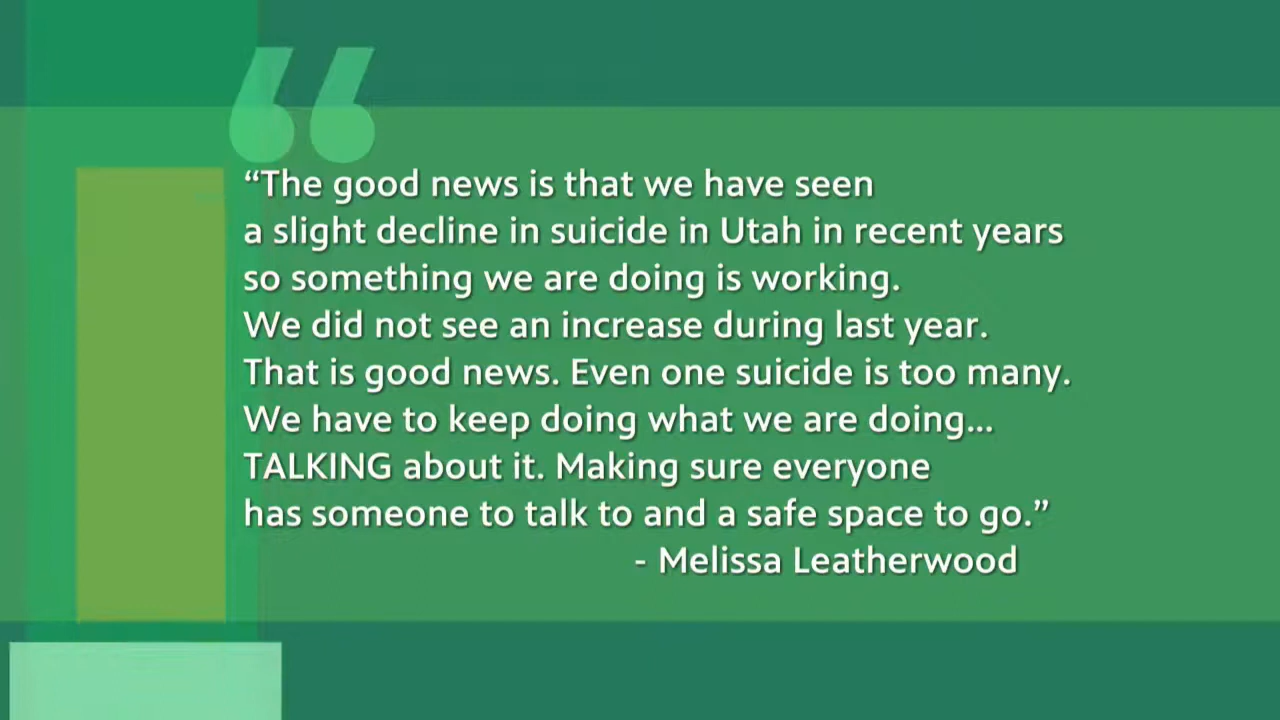 “The good news is that we have seen
a slight decline in suicide in Utah in recent years
so something we are doing is working.
We did not see an increase during last year.
That is good news. Even one suicide is too many.
We have to keep doing what we are doing...
TALKING about it. Making sure everyone
has someone to talk to and a safe space to go.”
- Melissa Leatherwood